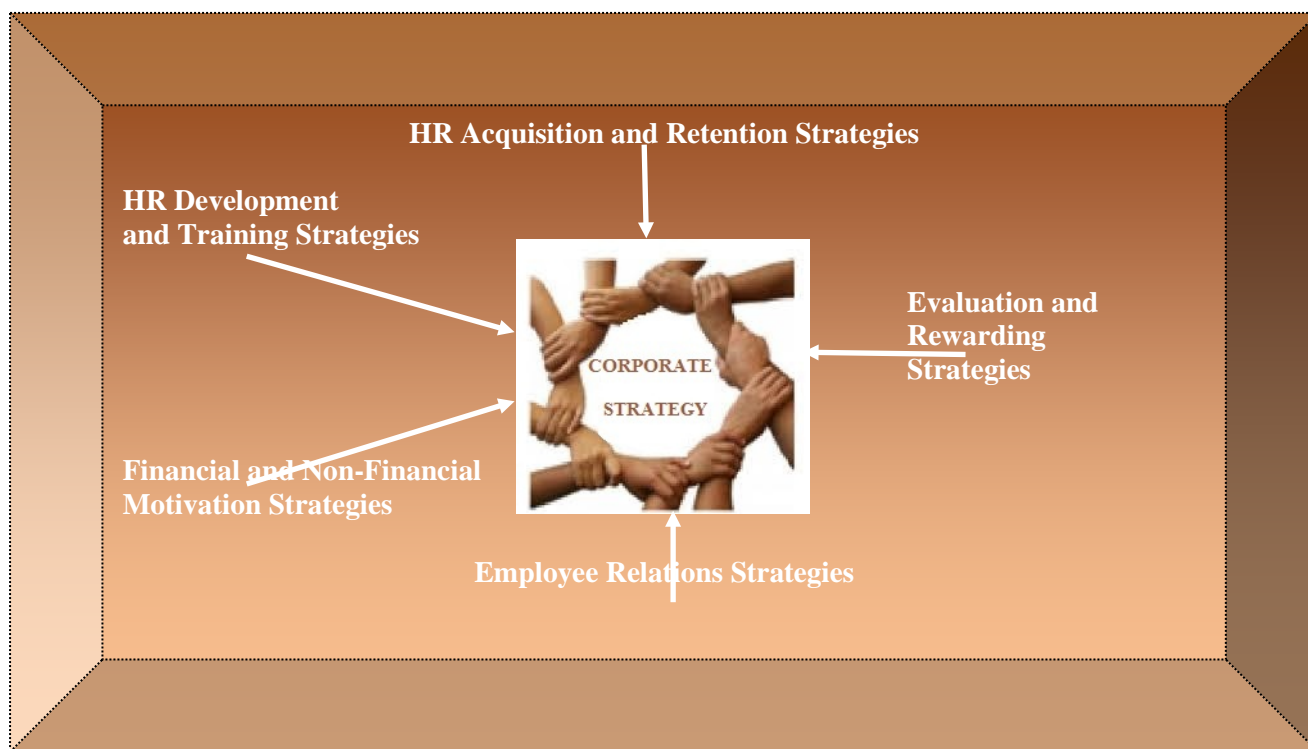 HR Acquisition and Retention Strategies
HR Development
and Training Strategies
Evaluation and
Rewarding
Strategies
CORPORATE
STRATEGY
Financial and Non-Financial
Motivation Strategies
Employee Relations Strategies